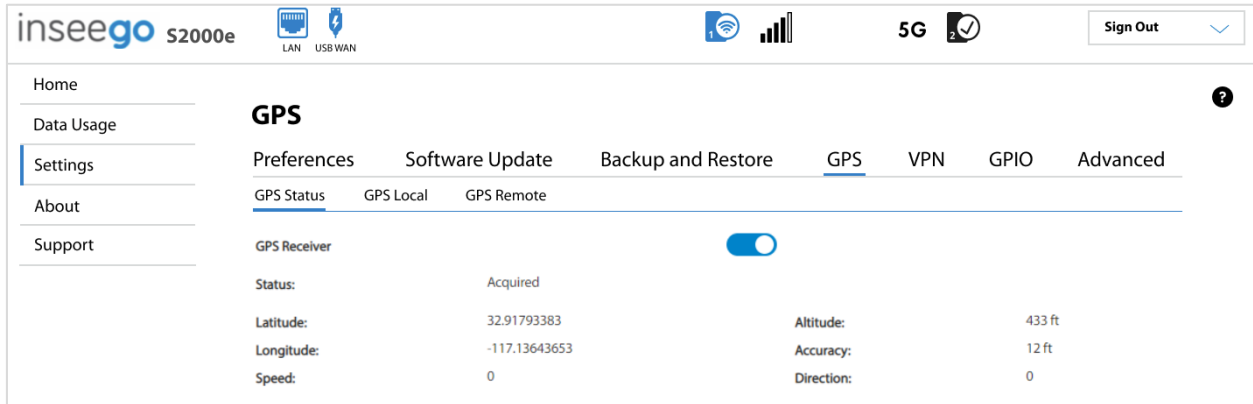 inseego S2000e
LAN USB WAN
1
5G
2
Sign Out
Home
Data Usage
Settings
About
Support
?
GPS
Preferences Software Update Backup and Restore GPS VPN GPIO Advanced
GPS Status GPS Local GPS Remote
GPS Receiver
Status: Acquired
Latitude: 32.91793383 Altitude: 433 ft
Longitude: -117.13643653 Accuracy: 12 ft
Speed: 0 Direction: 0